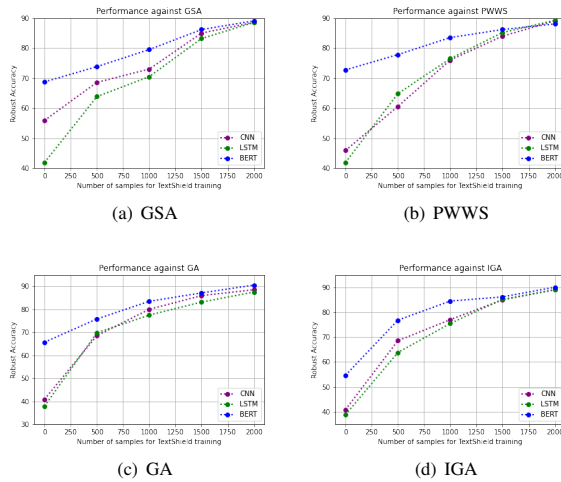 Performance against GSA
90
80
70
60
50
40
Robust Accuracy
CNN
LSTM
BERT
0 250 500 750 1000 1250 1500 1750 2000
Number of samples for TextShield training
(a) GSA
Performance against PWWS
90
80
70
60
50
40
Robust Accuracy
CNN
LSTM
BERT
0 250 500 750 1000 1250 1500 1750 2000
Number of samples for TextShield training
(b) PWWS
Performance against GA
90
80
70
60
50
40
30
Robust Accuracy
CNN
LSTM
BERT
0 250 500 750 1000 1250 1500 1750 2000
Number of samples for TextShield training
(c) GA
Performance against IGA
90
80
70
60
50
40
Robust Accuracy
CNN
LSTM
BERT
0 250 500 750 1000 1250 1500 1750 2000
Number of samples for TextShield training
(d) IGA